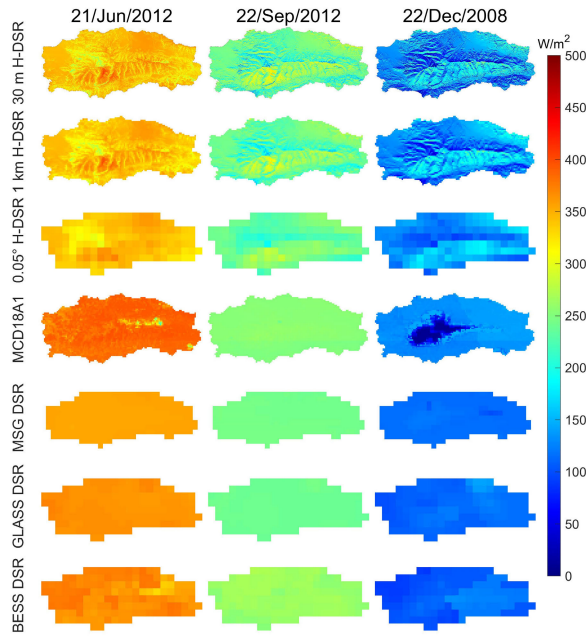 21/Jun/2012 22/Sep/2012 22/Dec/2008
W/m²
30 m H-DSR
1 km H-DSR
0.05° H-DSR
MCD18A1
MSG DSR
GLASS DSR
BESS DSR
500
450
400
350
300
250
200
150
100
50
0